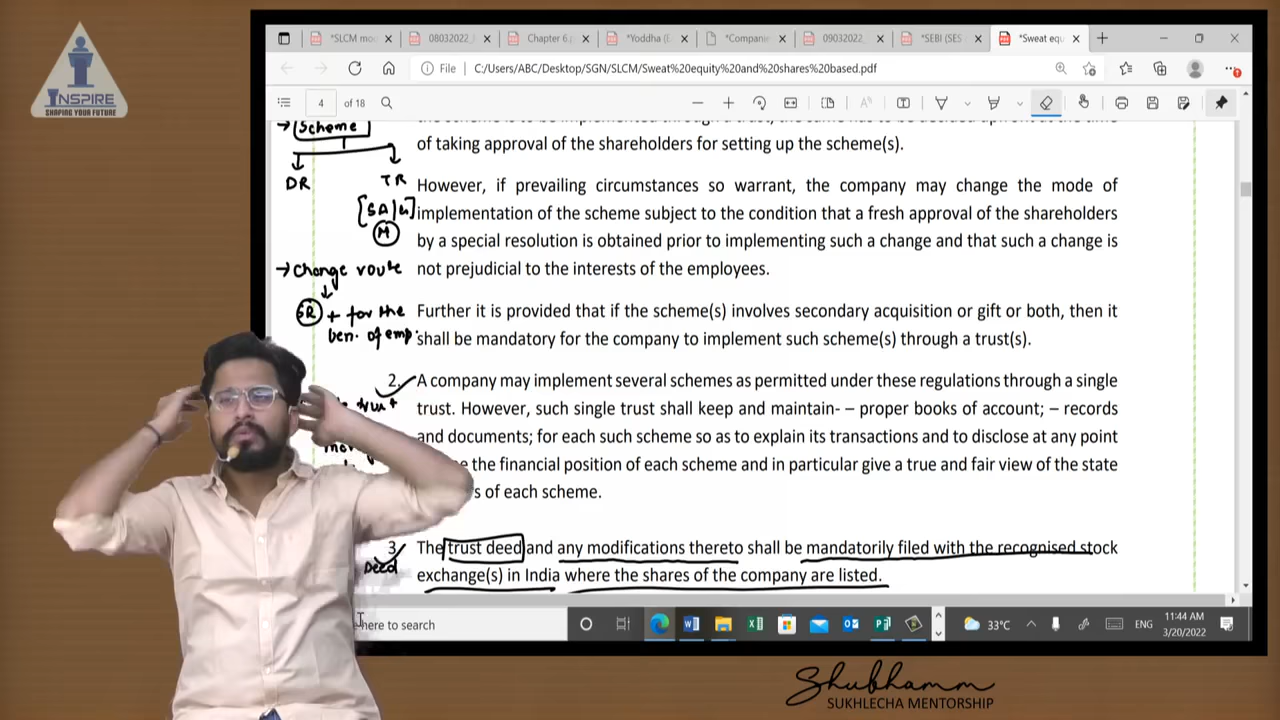 INSPIRE
SHAPING YOUR FUTURE
*SLCM mo
08032022_
Chapter 6.
*Yoddha (E
*Companie
09032022_
*SEBI (SES
*Sweat equ
File
C:/Users/ABC/Desktop/SGN/SLCM/Sweat%20equity%20and%20shares%20based.pdf
4 of 18
→ Scheme
DR
TR
[SA|G]
M
→ Change route
SR + for the
ben. of emp.
of taking approval of the shareholders for setting up the scheme(s).
However, if prevailing circumstances so warrant, the company may change the mode of
implementation of the scheme subject to the condition that a fresh approval of the shareholders
by a special resolution is obtained prior to implementing such a change and that such a change is
not prejudicial to the interests of the employees.
Further it is provided that if the scheme(s) involves secondary acquisition or gift or both, then it
shall be mandatory for the company to implement such scheme(s) through a trust(s).
2. A company may implement several schemes as permitted under these regulations through a single
trust. However, such single trust shall keep and maintain- – proper books of account; – records
and documents; for each such scheme so as to explain its transactions and to disclose at any point
the financial position of each scheme and in particular give a true and fair view of the state
of each scheme.
3 The trust deed and any modifications thereto shall be mandatorily filed with the recognised stock
Deed
exchange(s) in India where the shares of the company are listed.
here to search
33°C
ENG
11:44 AM
3/20/2022
Shubhamm
SUKHLECHA MENTORSHIP